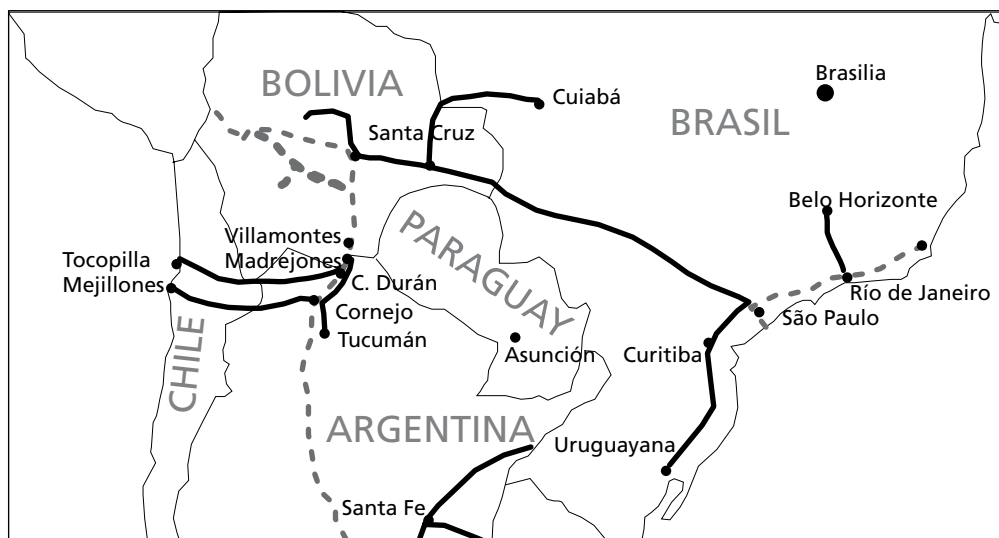 BOLIVIA
BRASIL
Brasilia
Cuiabá
Santa Cruz
Belo Horizonte
Villamontes
Madrejones
PARAGUAY
Tocopilla
Mejillones
C. Durán
Cornejo
Tucumán
Río de Janeiro
São Paulo
CHILE
Asunción
Curitiba
ARGENTINA
Uruguayana
Santa Fe